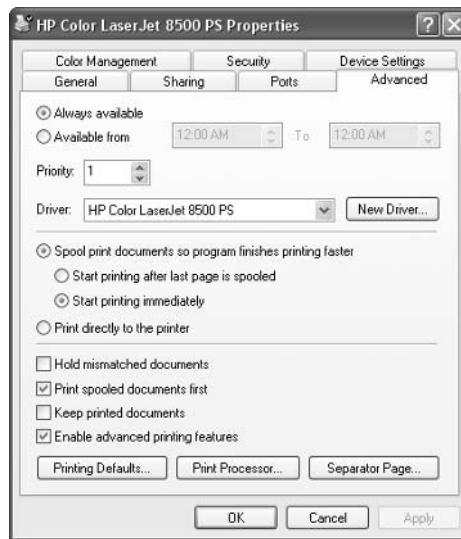 HP Color LaserJet 8500 PS Properties
Color Management Security Device Settings
General Sharing Ports Advanced
Always available
Available from 12:00 AM To 12:00 AM
Priority: 1
Driver: HP Color LaserJet 8500 PS New Driver...
Spool print documents so program finishes printing faster
Start printing after last page is spooled
Start printing immediately
Print directly to the printer
Hold mismatched documents
Print spooled documents first
Keep printed documents
Enable advanced printing features
Printing Defaults... Print Processor... Separator Page...
OK Cancel Apply